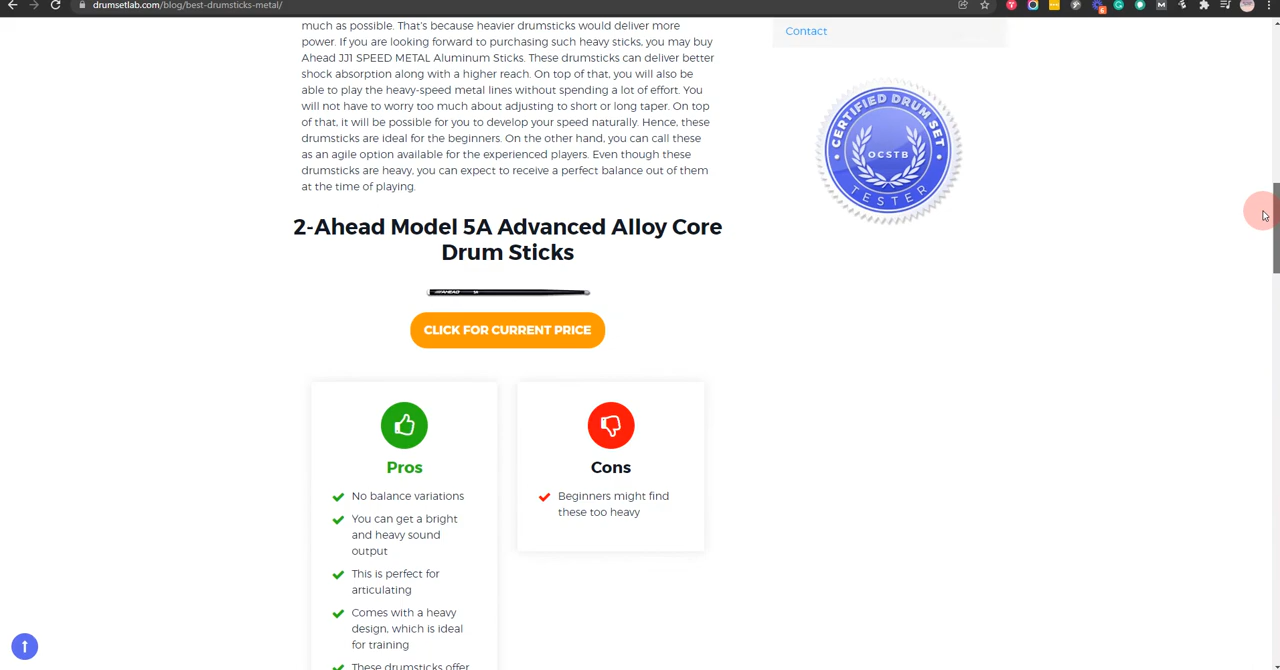 drumsetlab.com/blog/best-drumsticks-metal/
much as possible. That's because heavier drumsticks would deliver more
power. If you are looking forward to purchasing such heavy sticks, you may buy
Ahead JJ1 SPEED METAL Aluminum Sticks. These drumsticks can deliver better
shock absorption along with a higher reach. On top of that, you will also be
able to play the heavy-speed metal lines without spending a lot of effort. You
will not have to worry too much about adjusting to short or long taper. On top
of that, it will be possible for you to develop your speed naturally. Hence, these
drumsticks are ideal for the beginners. On the other hand, you can call these
as an agile option available for the experienced players. Even though these
drumsticks are heavy, you can expect to receive a perfect balance out of them
at the time of playing.
Contact
CERTIFIED DRUM SET
OCSTB
TESTER
2-Ahead Model 5A Advanced Alloy Core
Drum Sticks
AHEAD 5A
CLICK FOR CURRENT PRICE
Pros
No balance variations
You can get a bright
and heavy sound
output
This is perfect for
articulating
Comes with a heavy
design, which is ideal
for training
These drumsticks offer
Cons
Beginners might find
these too heavy